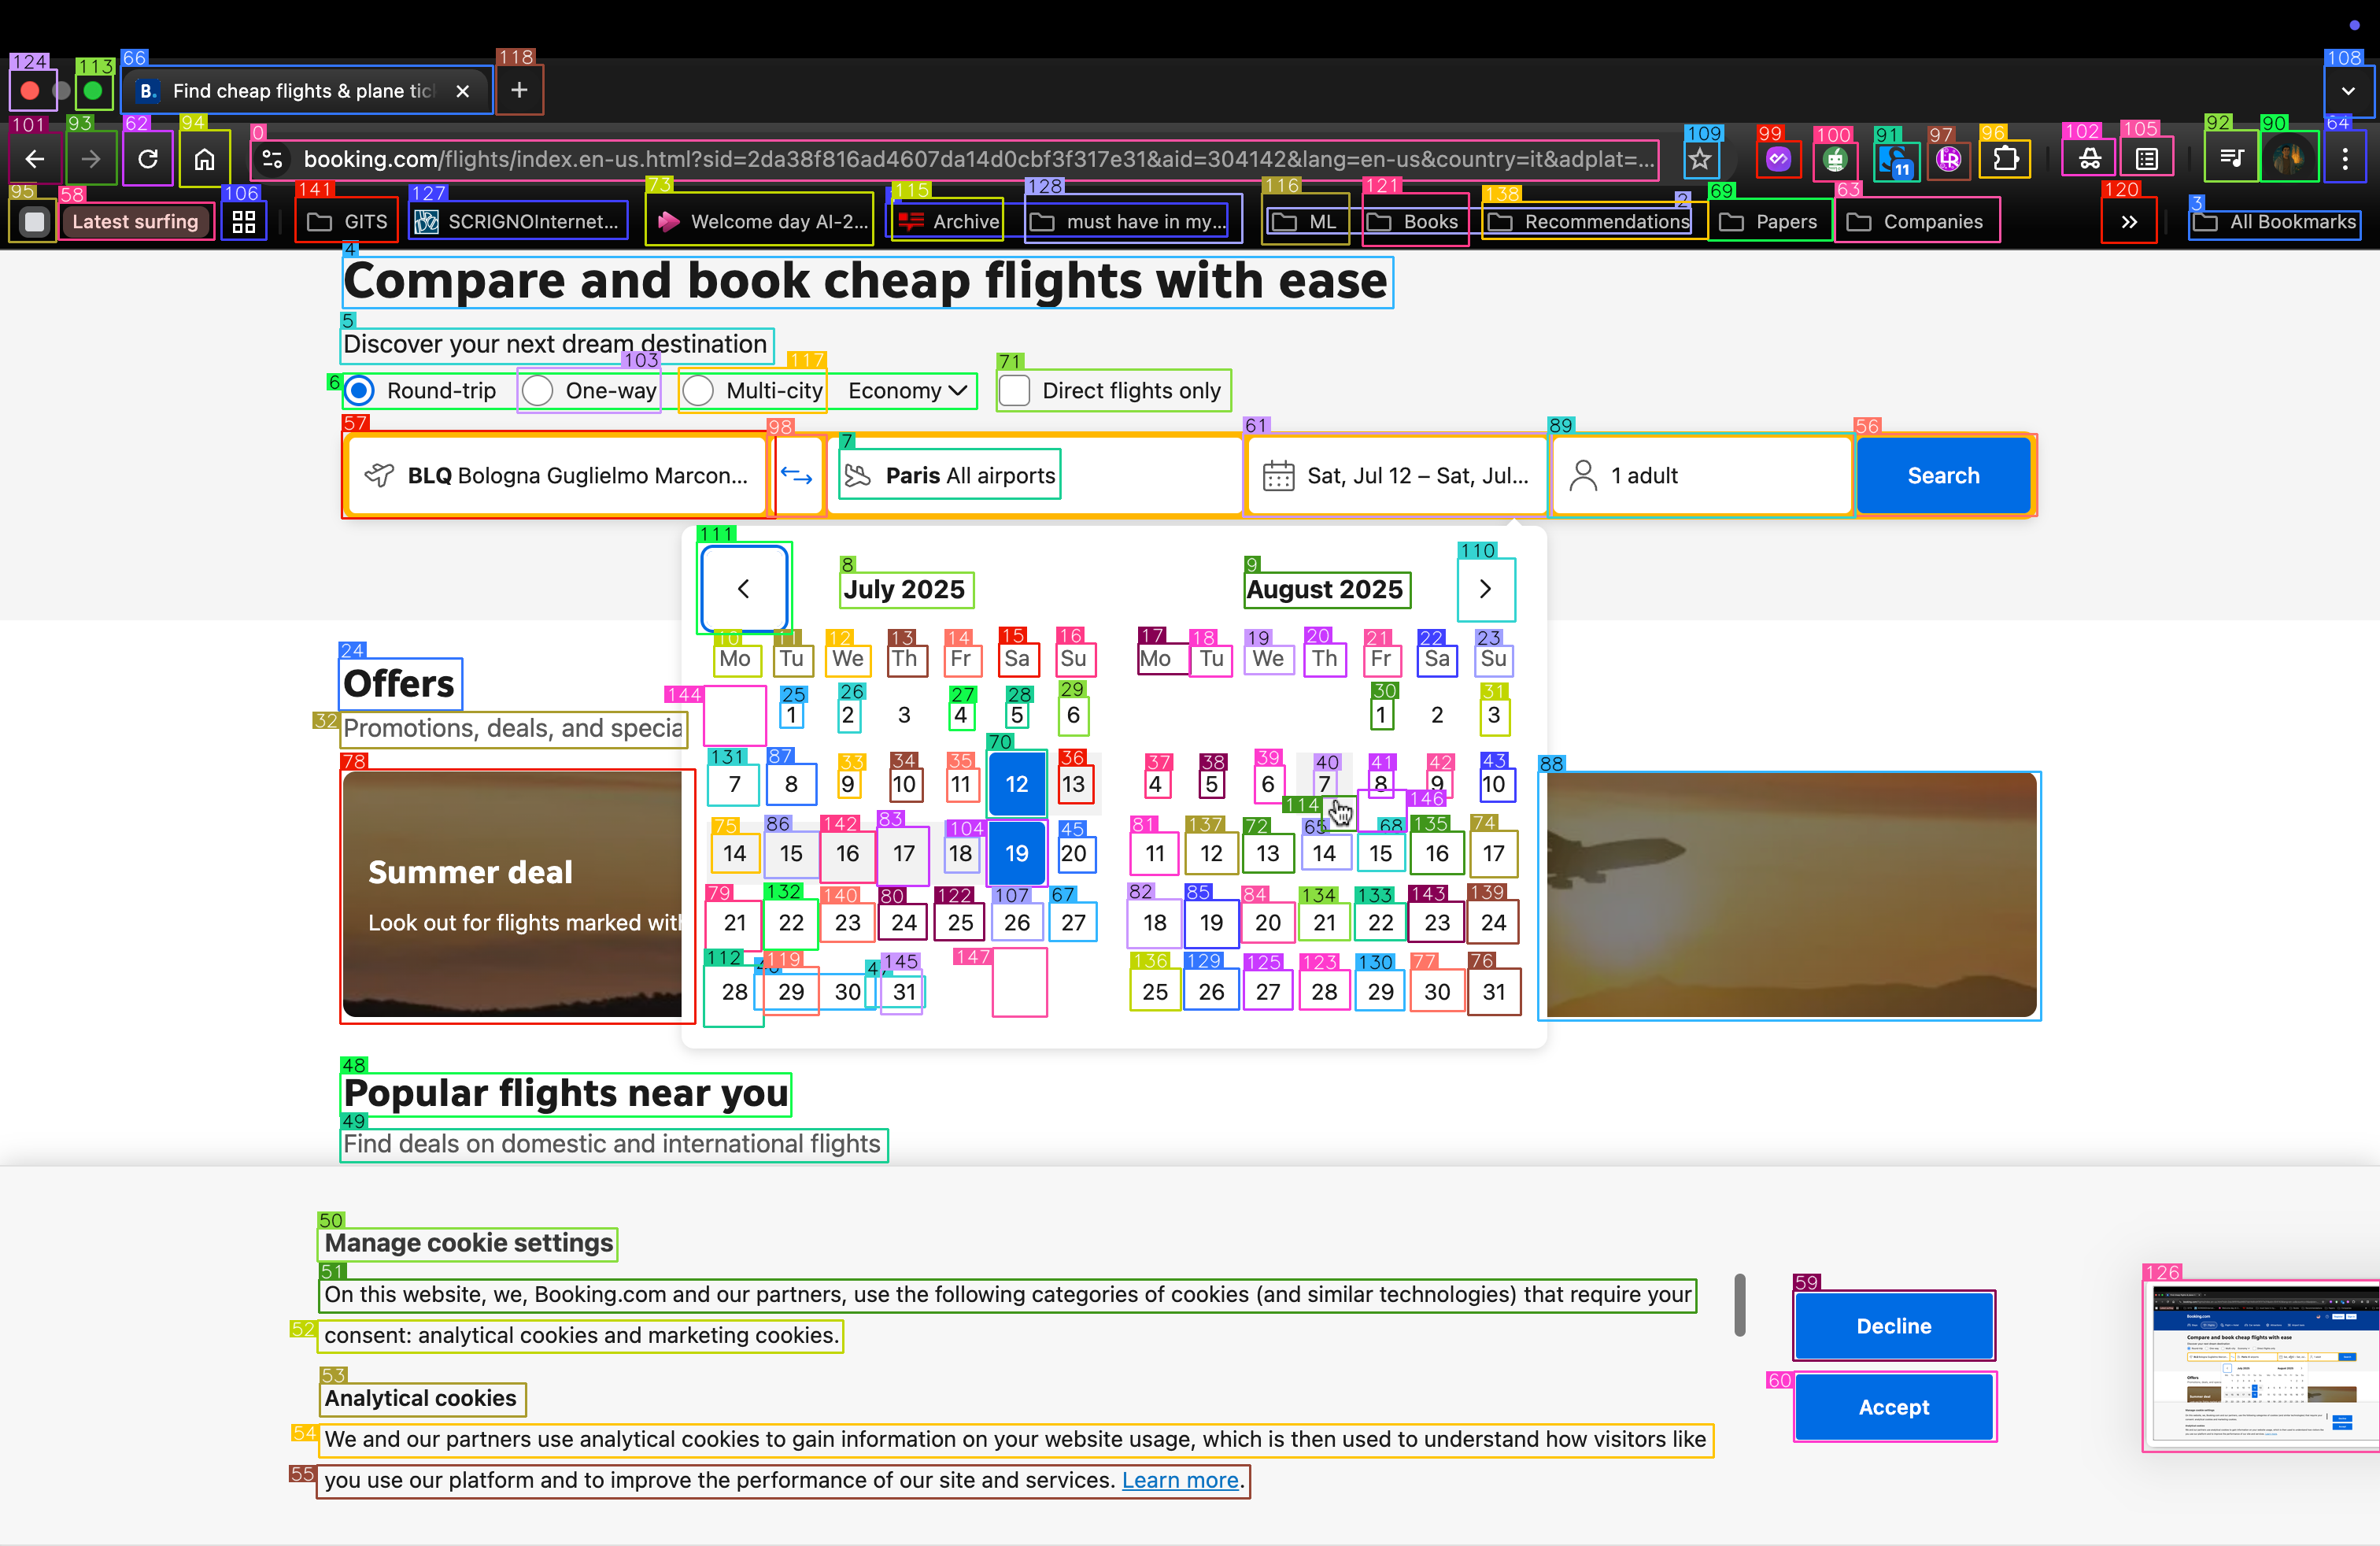 Find cheap flights & plane tic
booking.com/flights/index.en-us.html?sid=2da38f816ad4607da14d0cbf3f317e31&aid=304142&lang=en-us&country=it&adplat=...
11
Latest surfing
GITS
SCRIGNOInternet...
Welcome day AI-2...
Archive
must have in my...
ML
Books
Recommendations
Papers
Companies
All Bookmarks
Compare and book cheap flights with ease
Discover your next dream destination
Round-trip One-way Multi-city Economy Direct flights only
BLQ Bologna Guglielmo Marcon... Paris All airports Sat, Jul 12 – Sat, Jul... 1 adult Search
July 2025 August 2025
Mo Tu We Th Fr Sa Su Mo Tu We Th Fr Sa Su
1 2 3 4 5 6 1 2 3
7 8 9 10 11 12 13 4 5 6 7 8 9 10
14 15 16 17 18 19 20 11 12 13 14 15 16 17
21 22 23 24 25 26 27 18 19 20 21 22 23 24
28 29 30 31 25 26 27 28 29 30 31
Offers
Promotions, deals, and specia
Summer deal
Look out for flights marked with
Popular flights near you
Find deals on domestic and international flights
Manage cookie settings
On this website, we, Booking.com and our partners, use the following categories of cookies (and similar technologies) that require your
consent: analytical cookies and marketing cookies.
Analytical cookies
We and our partners use analytical cookies to gain information on your website usage, which is then used to understand how visitors like
you use our platform and to improve the performance of our site and services. Learn more.
Decline
Accept